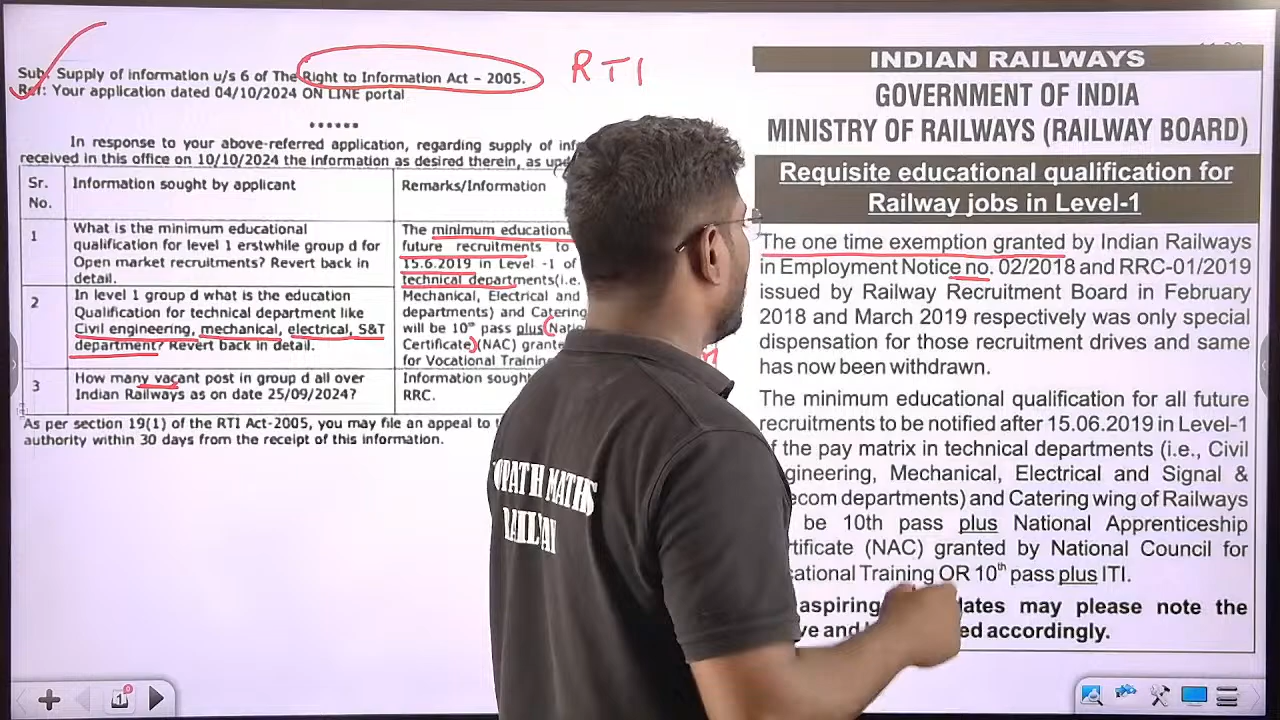 Sub: Supply of information u/s 6 of The Right to Information Act – 2005.
Ref: Your application dated 04/10/2024 ON LINE portal
RTI
In response to your above-referred application, regarding supply of
received in this office on 10/10/2024 the information as desired therein, as
Sr. No.
Information sought by applicant
Remarks/Information
1
What is the minimum educational
qualification for level 1 erstwhile group d for
Open market recruitments? Revert back in
detail.
The minimum educationa
future recruitments to
15.6.2019 in Level -1 of
technical departments(i.e.
2
In level 1 group d what is the education
Qualification for technical department like
Civil engineering, mechanical, electrical, S&T
department? Revert back in detail.
Mechanical, Electrical and
departments) and Catering
will be 10th pass plus (Natio
Certificate)(NAC) grante
for Vocational Training
3
How many vacant post in group d all over
Indian Railways as on date 25/09/2024?
Information sought
RRC.
As per section 19(1) of the RTI Act-2005, you may file an appeal to
authority within 30 days from the receipt of this information.
INDIAN RAILWAYS
GOVERNMENT OF INDIA
MINISTRY OF RAILWAYS (RAILWAY BOARD)
Requisite educational qualification for
Railway jobs in Level-1
The one time exemption granted by Indian Railways
in Employment Notice no. 02/2018 and RRC-01/2019
issued by Railway Recruitment Board in February
2018 and March 2019 respectively was only special
dispensation for those recruitment drives and same
has now been withdrawn.
The minimum educational qualification for all future
recruitments to be notified after 15.06.2019 in Level-1
of the pay matrix in technical departments (i.e., Civil
gineering, Mechanical, Electrical and Signal &
ecom departments) and Catering wing of Railways
be 10th pass plus National Apprenticeship
rtificate (NAC) granted by National Council for
cational Training OR 10th pass plus ITI.
aspiring dates may please note the
ve and ed accordingly.
PATH MATHS
RAILWAY
1